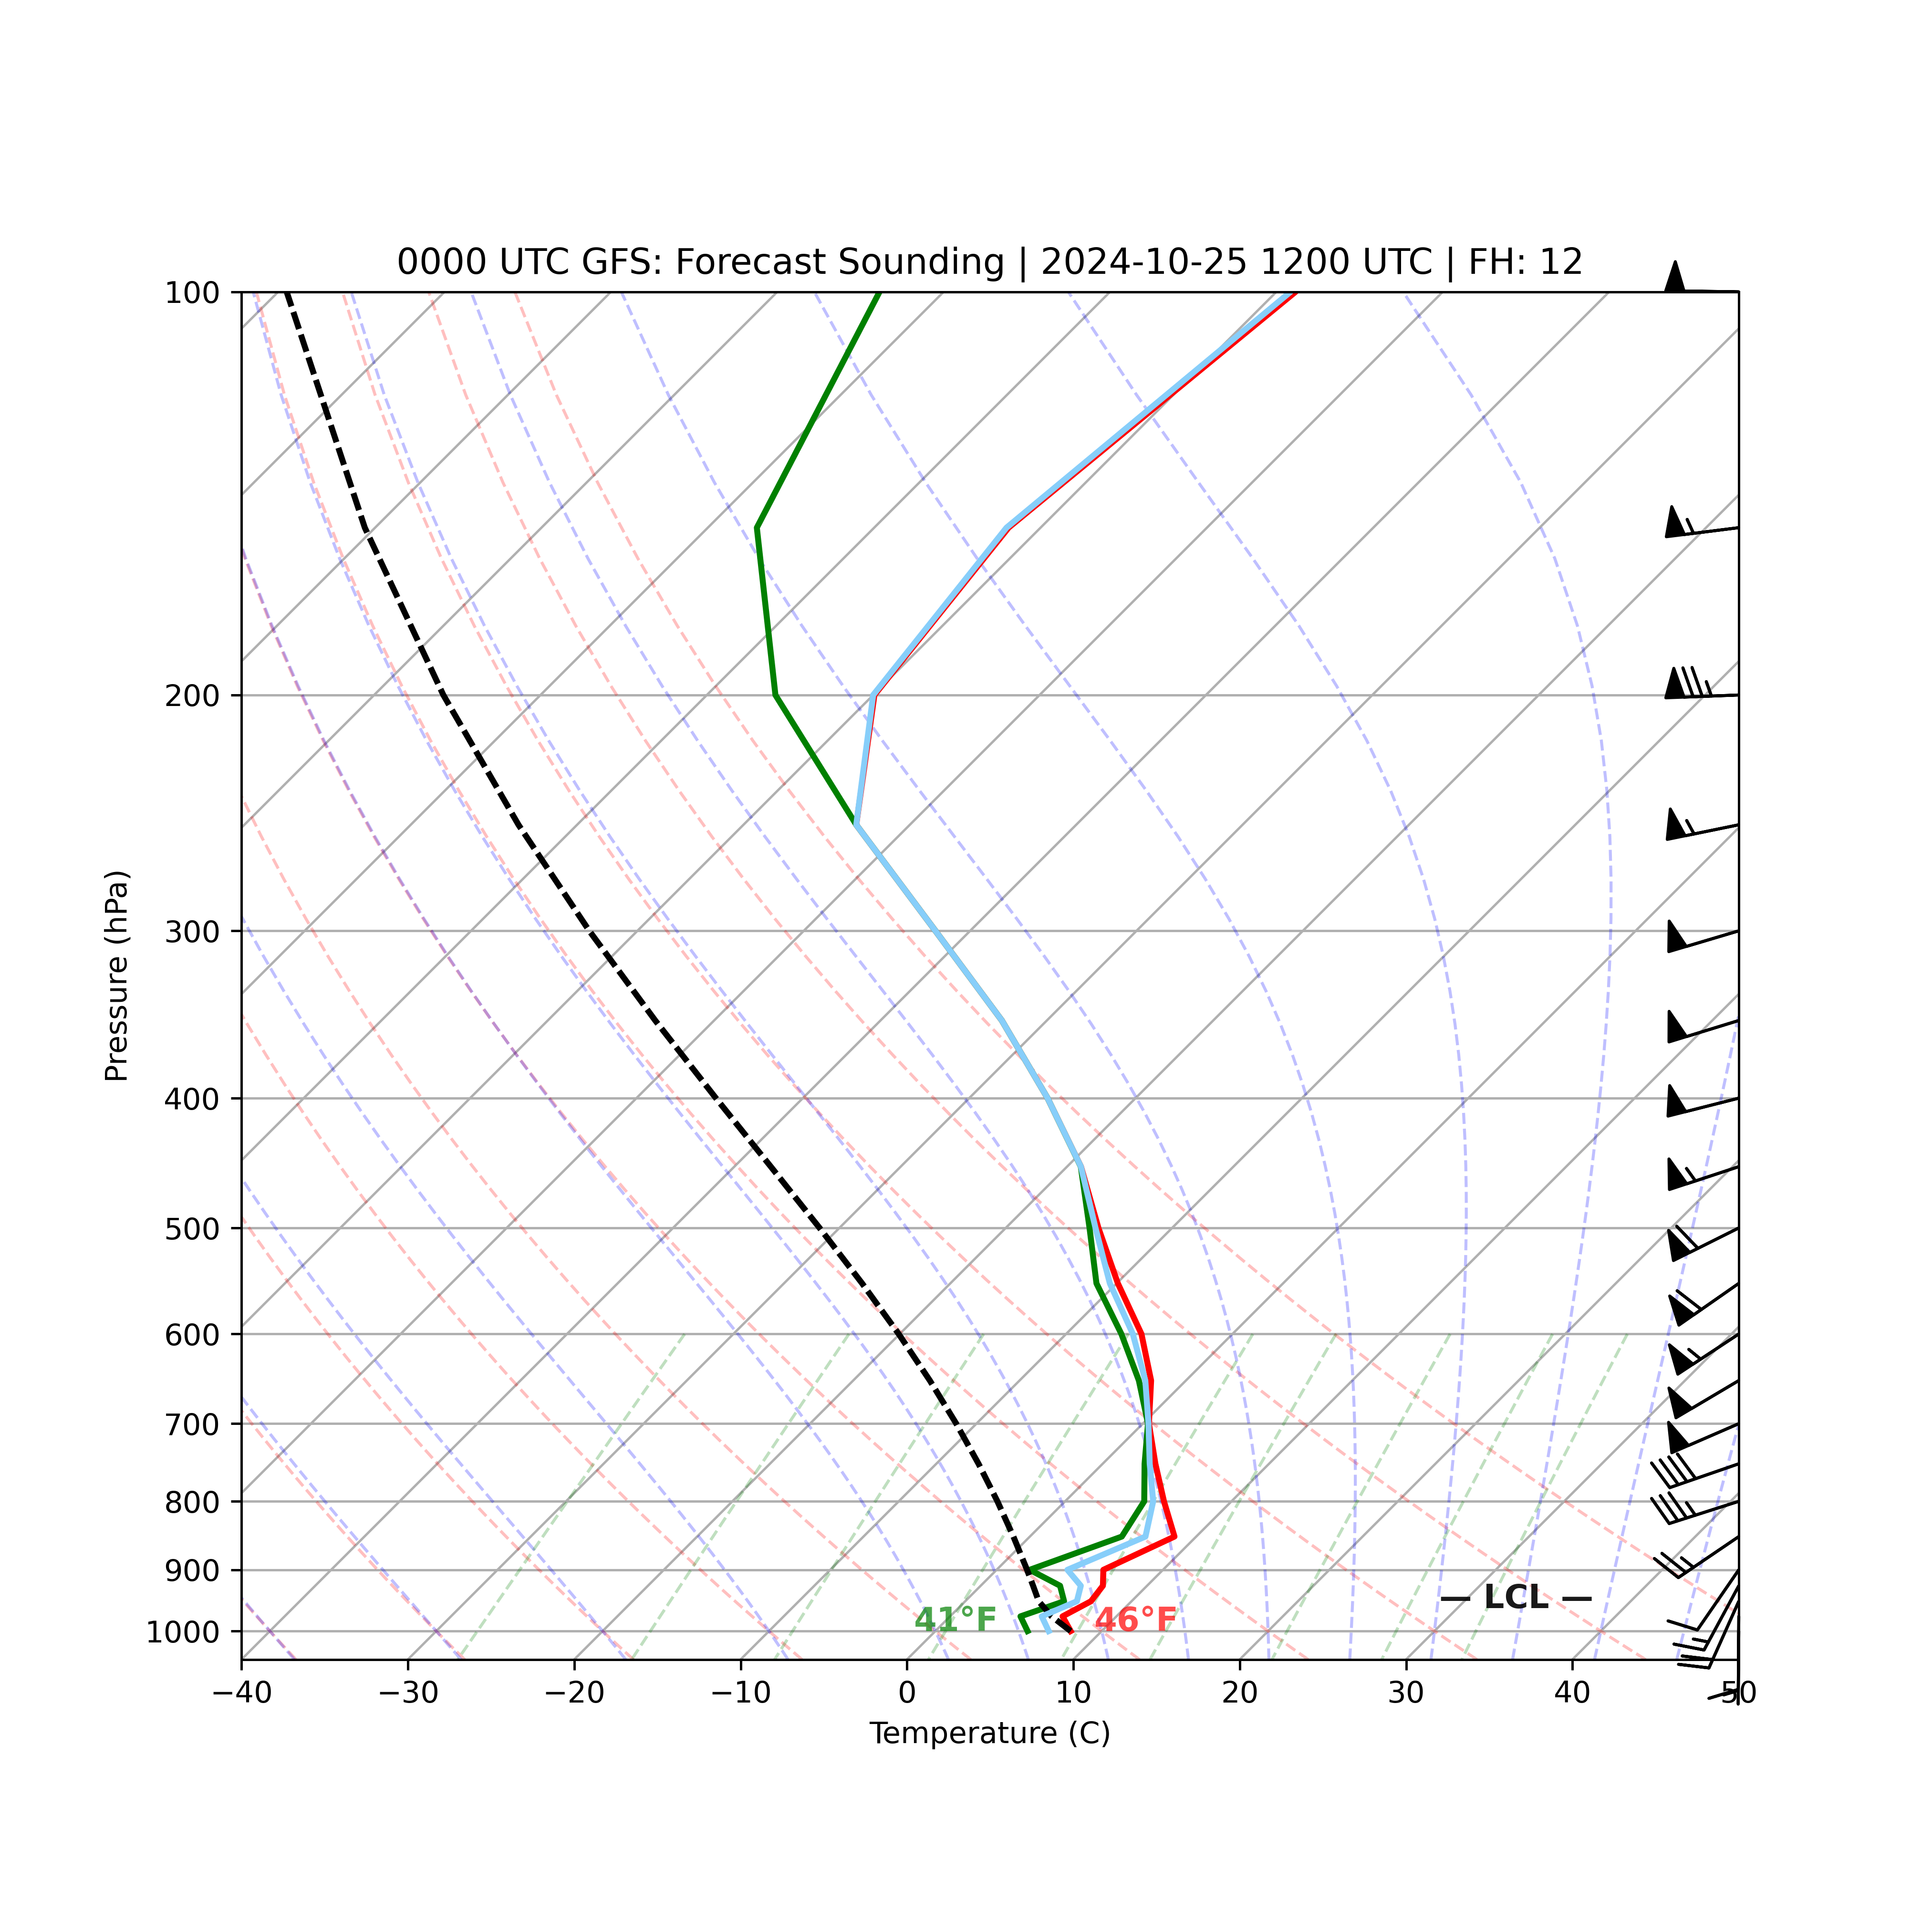 0000 UTC GFS: Forecast Sounding | 2024-10-25 1200 UTC | FH: 12
100
200
300
400
500
600
700
800
900
1000
Pressure (hPa)
41°F
46°F
— LCL —
−40 −30 −20 −10 0 10 20 30 40 50
Temperature (C)